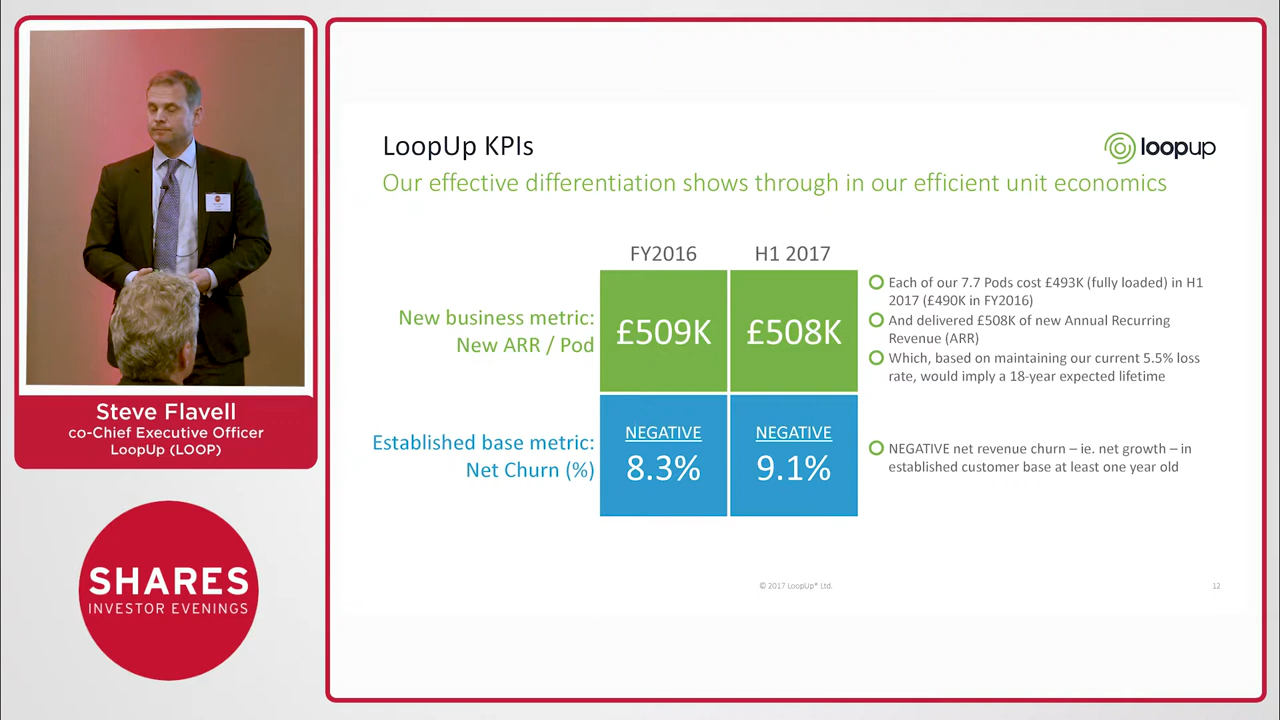 Steve Flavell
co-Chief Executive Officer
LoopUp (LOOP)
SHARES
INVESTOR EVENINGS
LoopUp KPIs
loopup
Our effective differentiation shows through in our efficient unit economics
FY2016
H1 2017
New business metric:
New ARR / Pod
£509K
£508K
Each of our 7.7 Pods cost £493K (fully loaded) in H1
2017 (£490K in FY2016)
And delivered £508K of new Annual Recurring
Revenue (ARR)
Which, based on maintaining our current 5.5% loss
rate, would imply a 18-year expected lifetime
Established base metric:
Net Churn (%)
NEGATIVE
8.3%
NEGATIVE
9.1%
NEGATIVE net revenue churn – ie. net growth – in
established customer base at least one year old
© 2017 LoopUp® Ltd.
12